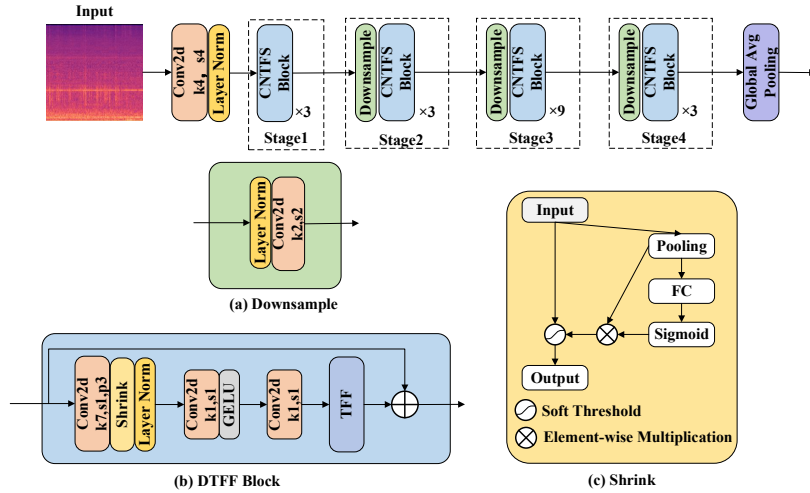 Input
Conv2d
k4, s4
Layer Norm
CNTFS
Block
×3
Stage1
Downsample
CNTFS
Block
×3
Stage2
Downsample
CNTFS
Block
×9
Stage3
Downsample
CNTFS
Block
×3
Stage4
Global Avg
Pooling
Layer Norm
Conv2d
k2,s2
(a) Downsample
Conv2d
k7,s1,p3
Shrink
Layer Norm
Conv2d
k1,s1
GELU
Conv2d
k1,s1
TFF
(b) DTFF Block
Input
Pooling
FC
Sigmoid
Output
Soft Threshold
Element-wise Multiplication
(c) Shrink